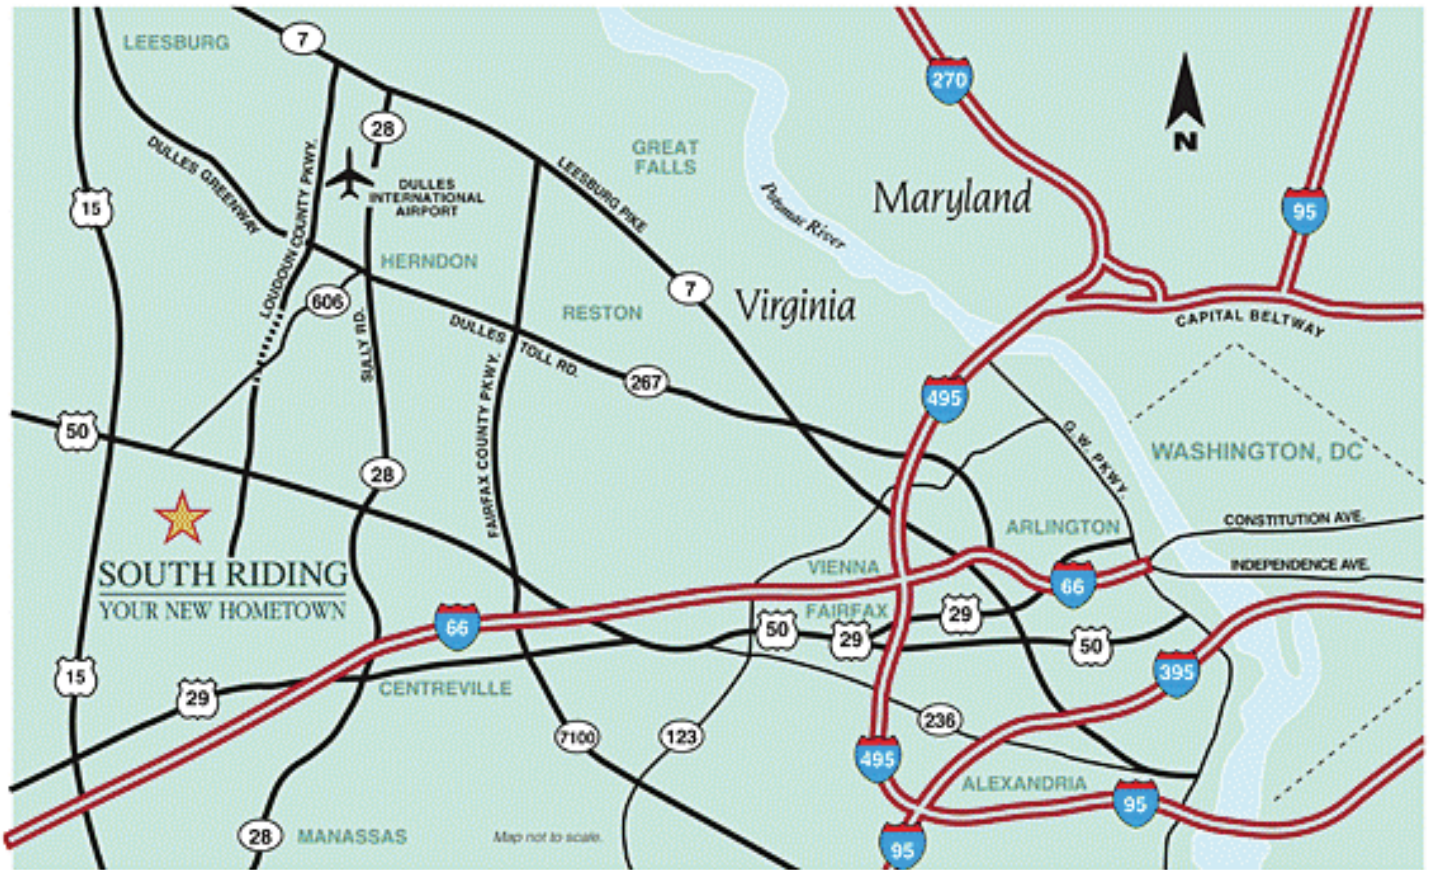 LEESBURG
7
270
28
GREAT
FALLS
N
DULLES GREENWAY
LOUDOUN COUNTY PKWY.
DULLES
INTERNATIONAL
AIRPORT
LEESBURG PIKE
Potomac River
Maryland
15
95
HERNDON
606
7
Virginia
RESTON
SULLY RD.
DULLES TOLL RD.
CAPITAL BELTWAY
267
495
50
FAIRFAX COUNTY PKWY.
G.W. PKWY.
WASHINGTON, DC
28
ARLINGTON
CONSTITUTION AVE.
SOUTH RIDING
YOUR NEW HOMETOWN
VIENNA
INDEPENDENCE AVE.
66
66
FAIRFAX
50
29
29
50
15
29
CENTREVILLE
395
236
7100
123
495
ALEXANDRIA
95
28
MANASSAS
Map not to scale.
95